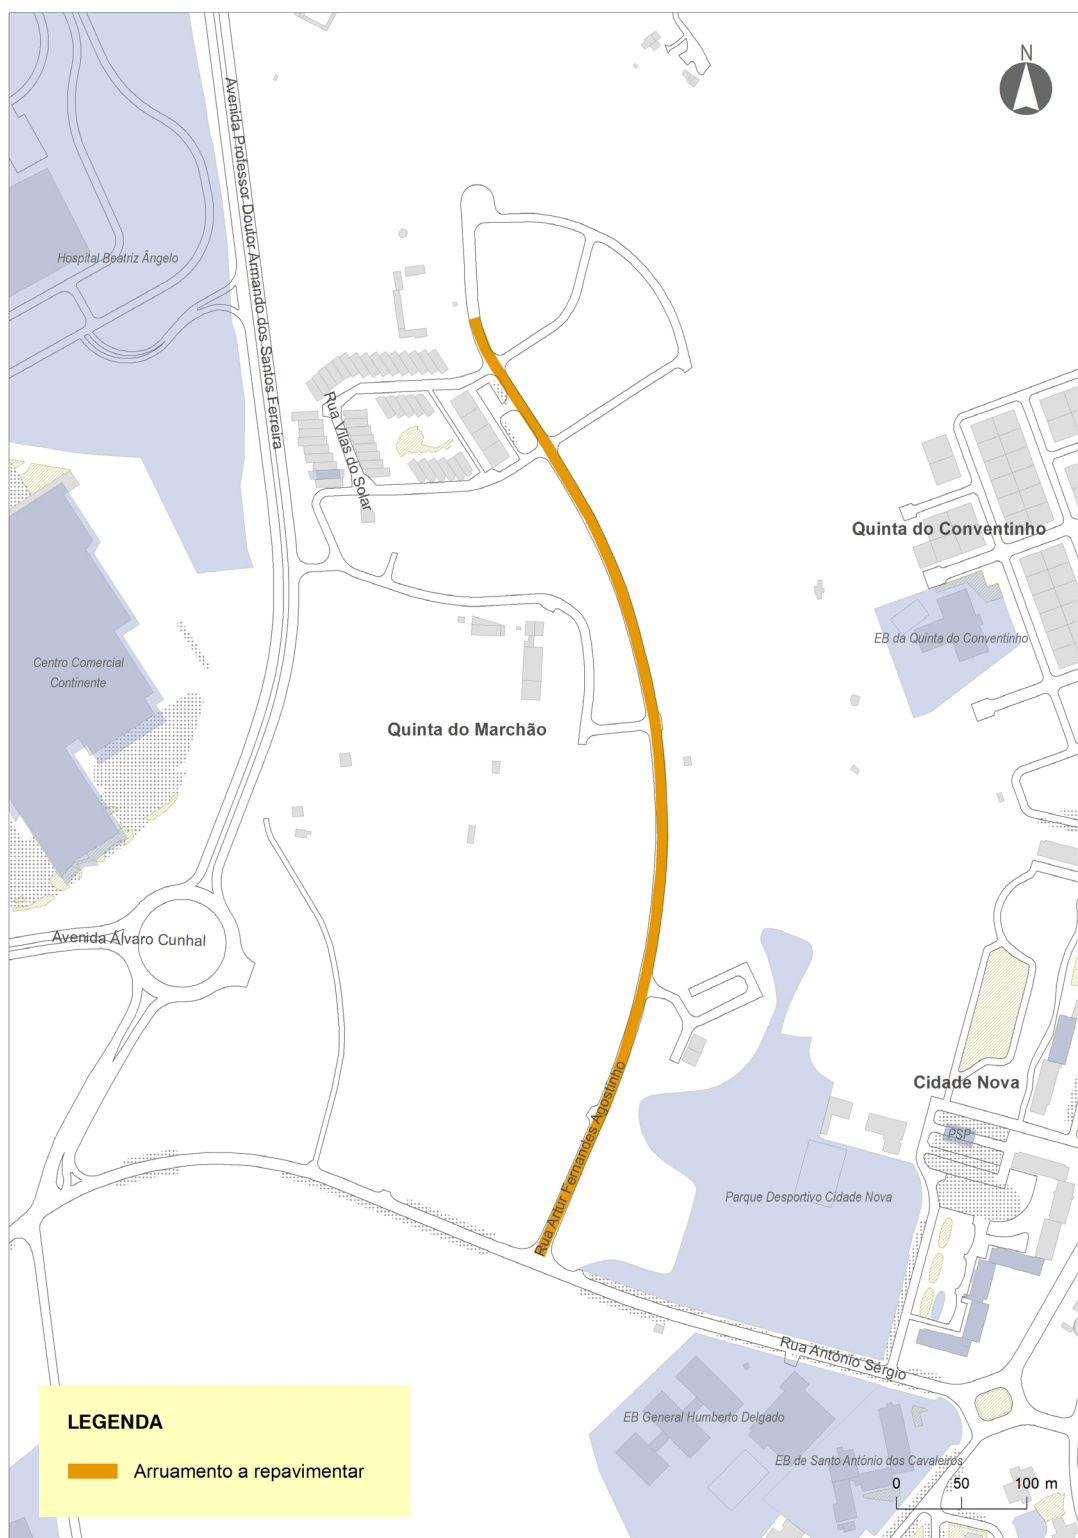 N
Avenida Professor Doutor Armando dos Santos Ferreira
Hospital Beatriz Ângelo
Rua Vilas do Solar
Quinta do Conventinho
EB da Quinta do Conventinho
Centro Comercial
Continente
Quinta do Marchão
Avenida Álvaro Cunhal
Cidade Nova
Rua Artur Fernandes Agostinho
PSP
Parque Desportivo Cidade Nova
Rua António Sérgio
EB General Humberto Delgado
EB de Santo António dos Cavaleiros
LEGENDA
Arruamento a repavimentar
0 50 100 m